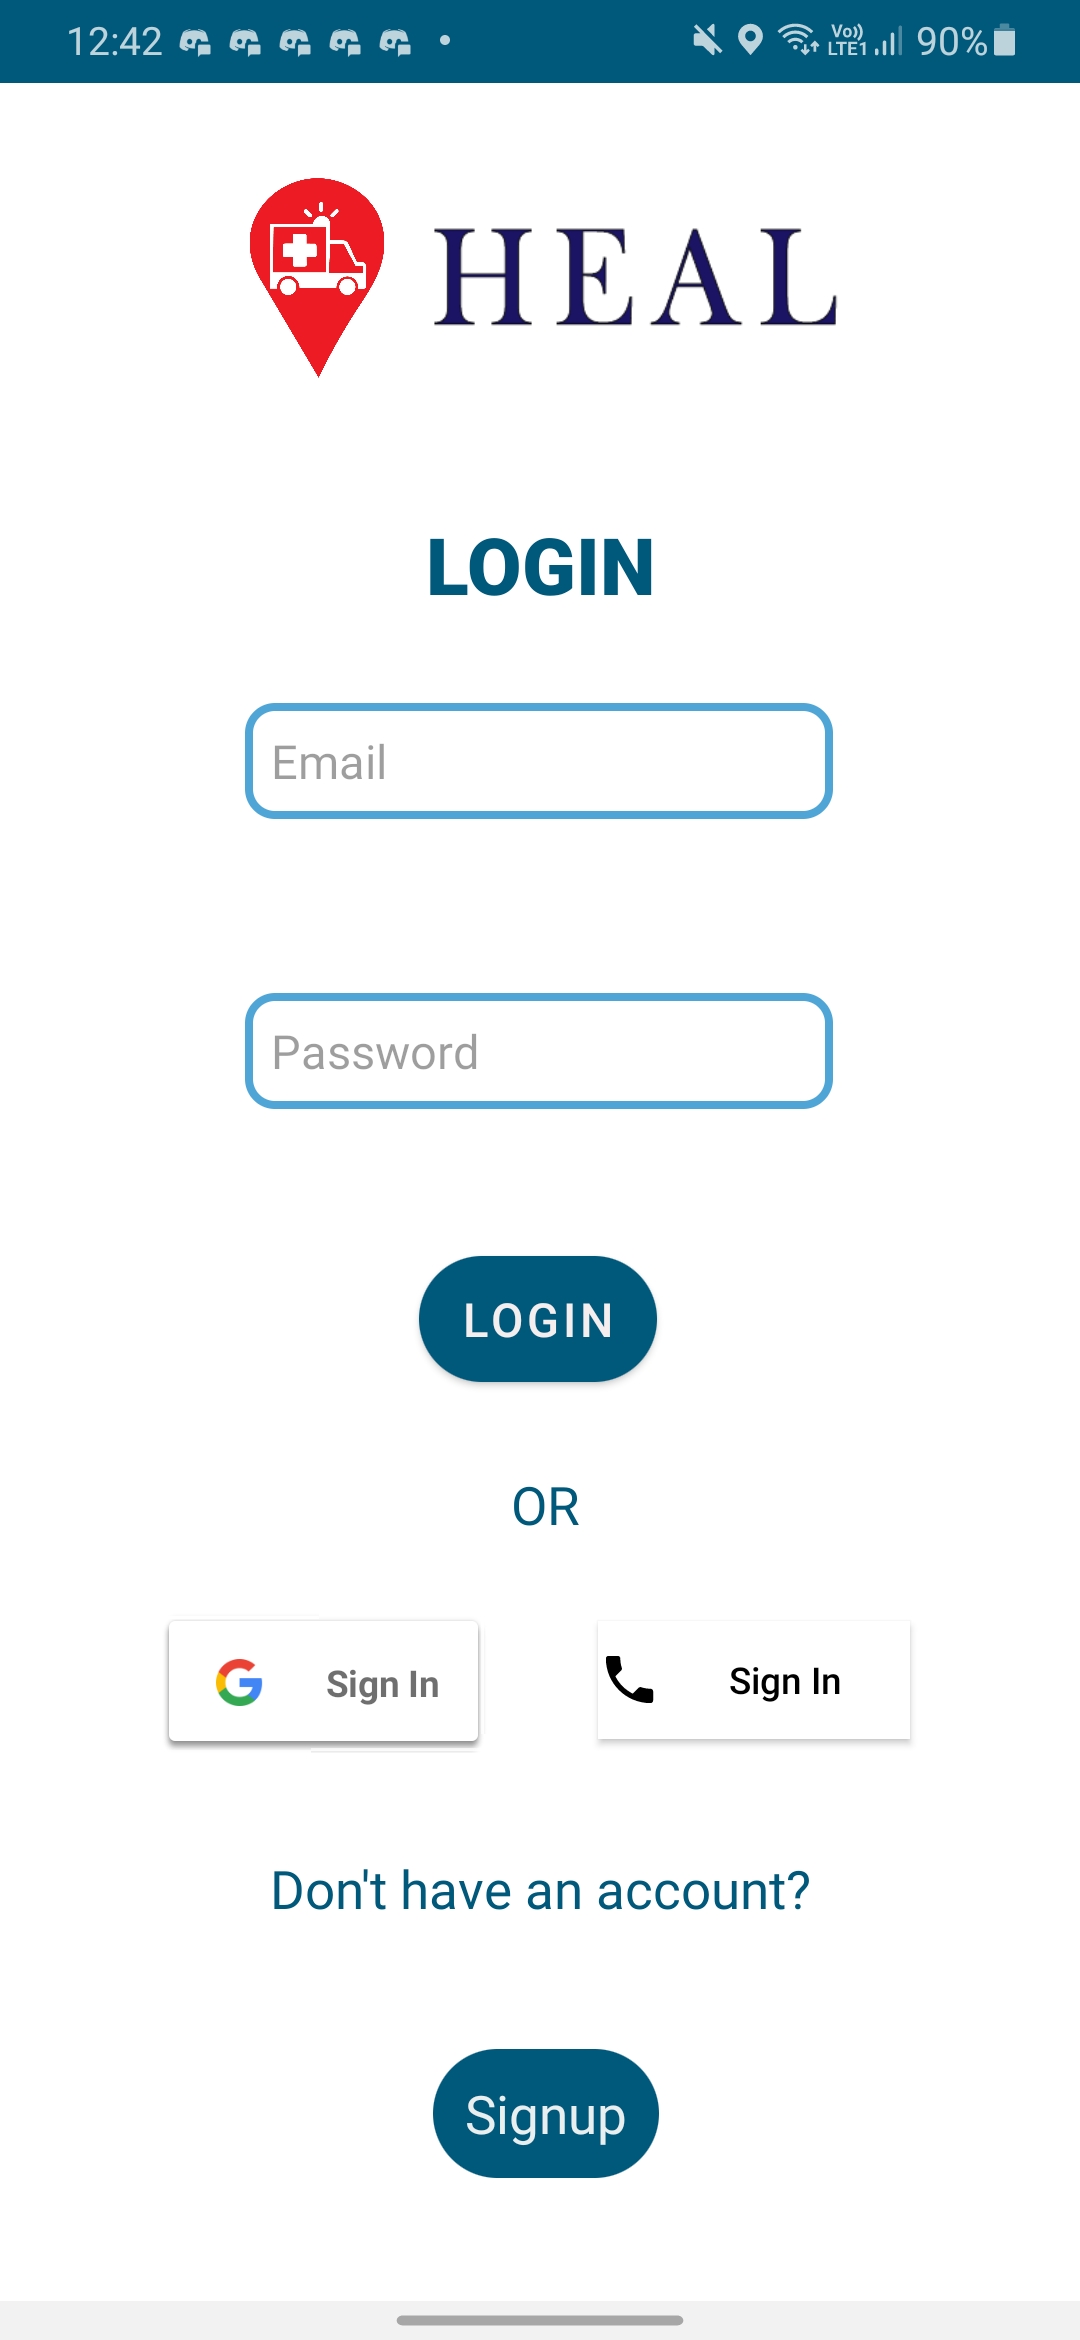 12:42 Vo)) LTE1 90%
HEAL
LOGIN
Email
Password
LOGIN
OR
Sign In Sign In
Don't have an account?
Signup